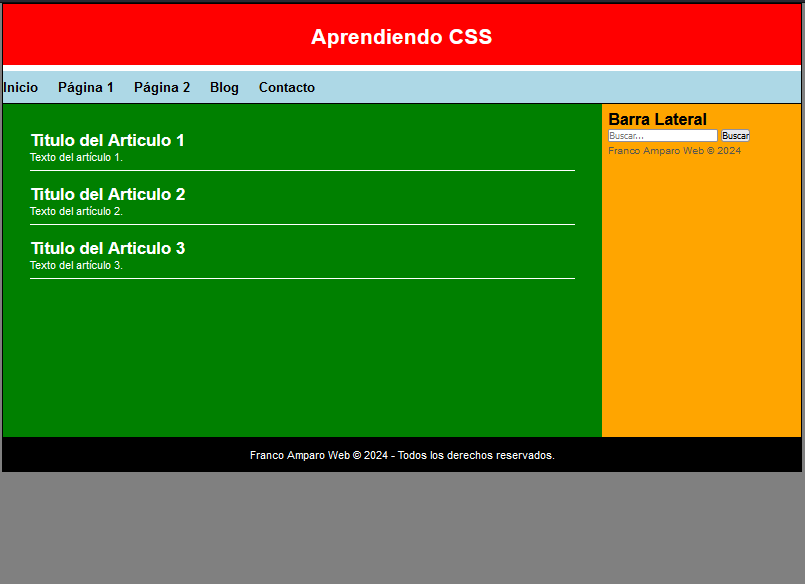 Aprendiendo CSS
Inicio Página 1 Página 2 Blog Contacto
Titulo del Articulo 1
Texto del artículo 1.
Titulo del Articulo 2
Texto del artículo 2.
Titulo del Articulo 3
Texto del artículo 3.
Barra Lateral
Buscar... Buscar
Franco Amparo Web © 2024
Franco Amparo Web © 2024 - Todos los derechos reservados.